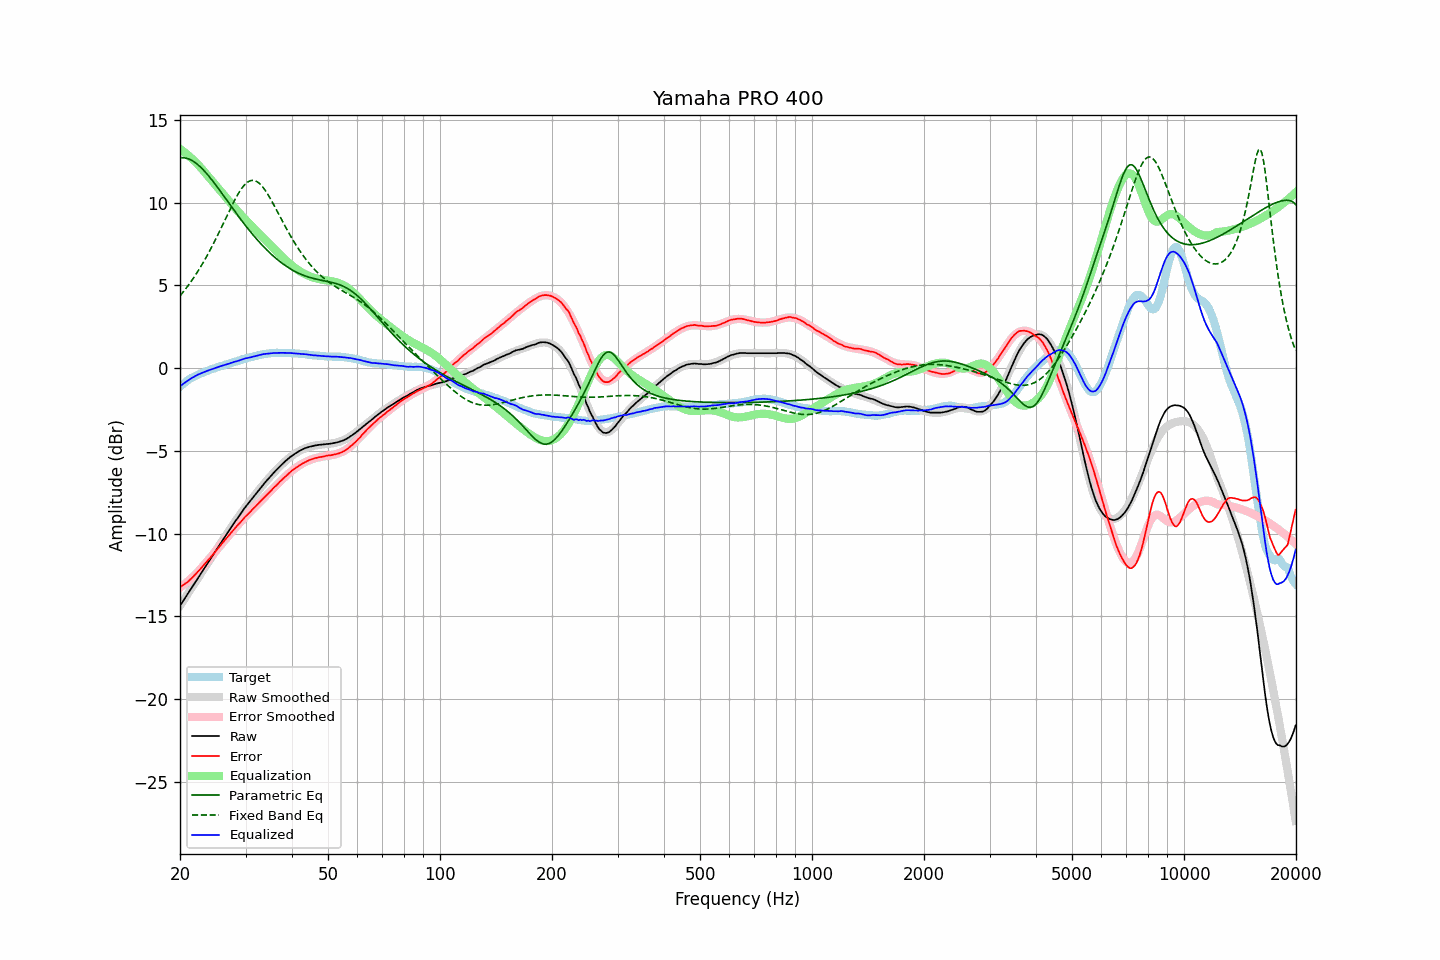 Yamaha PRO 400
Amplitude (dBr)
15
10
5
0
−5
−10
−15
−20
−25
Target
Raw Smoothed
Error Smoothed
Raw
Error
Equalization
Parametric Eq
Fixed Band Eq
Equalized
20 50 100 200 500 1000 2000 5000 10000 20000
Frequency (Hz)